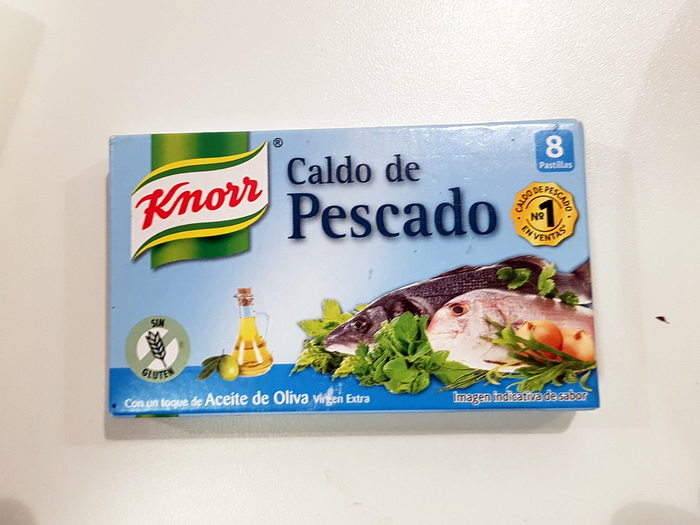 Knorr®
Caldo de
Pescado
8
Pastillas
CALDO DE PESCADO
Nº1
EN VENTAS*
SIN
GLUTEN
Con un toque de Aceite de Oliva Virgen Extra
Imagen indicativa de sabor